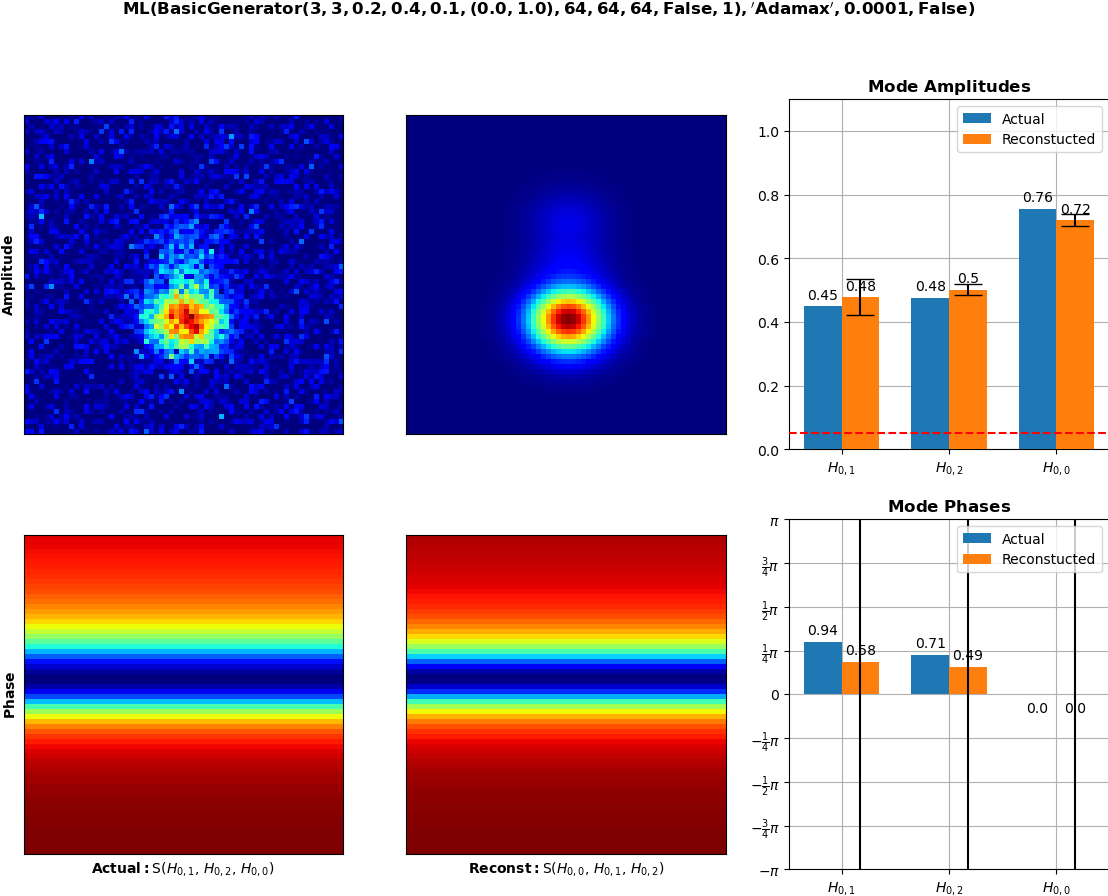 ML(BasicGenerator(3, 3, 0.2, 0.4, 0.1, (0.0, 1.0), 64, 64, 64, False, 1), ′Adamax′, 0.0001, False)
Amplitude
Mode Amplitudes
Actual
Reconstucted
1.0
0.8
0.6
0.4
0.2
0.0
0.45
0.48
0.48
0.5
0.76
0.72
H0,1
H0,2
H0,0
Phase
Actual: S(H0,1, H0,2, H0,0)
Reconst: S(H0,0, H0,1, H0,2)
Mode Phases
Actual
Reconstucted
π
3/4π
1/2π
1/4π
0
−1/4π
−1/2π
−3/4π
−π
0.94
0.58
0.71
0.49
0.0
0.0
H0,1
H0,2
H0,0